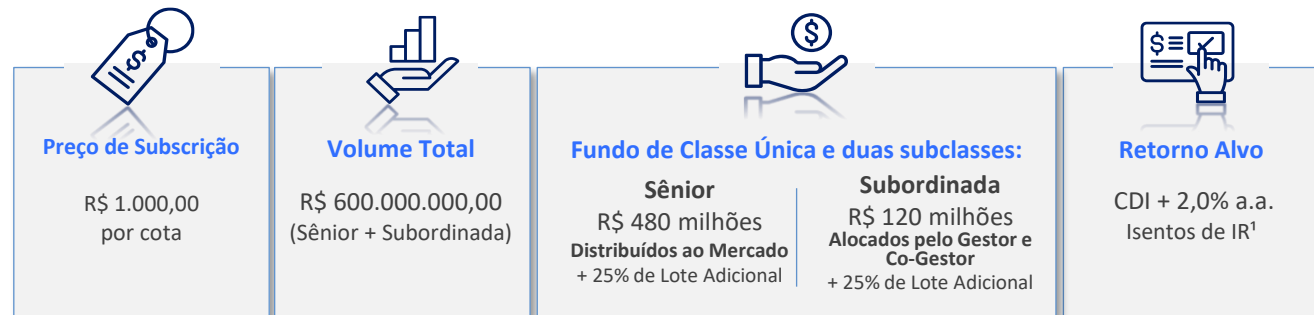 Preço de Subscrição
R$ 1.000,00
por cota
Volume Total
R$ 600.000.000,00
(Sênior + Subordinada)
Fundo de Classe Única e duas subclasses:
Sênior
R$ 480 milhões
Distribuídos ao Mercado
+ 25% de Lote Adicional
Subordinada
R$ 120 milhões
Alocados pelo Gestor e
Co-Gestor
+ 25% de Lote Adicional
Retorno Alvo
CDI + 2,0% a.a.
Isentos de IR¹